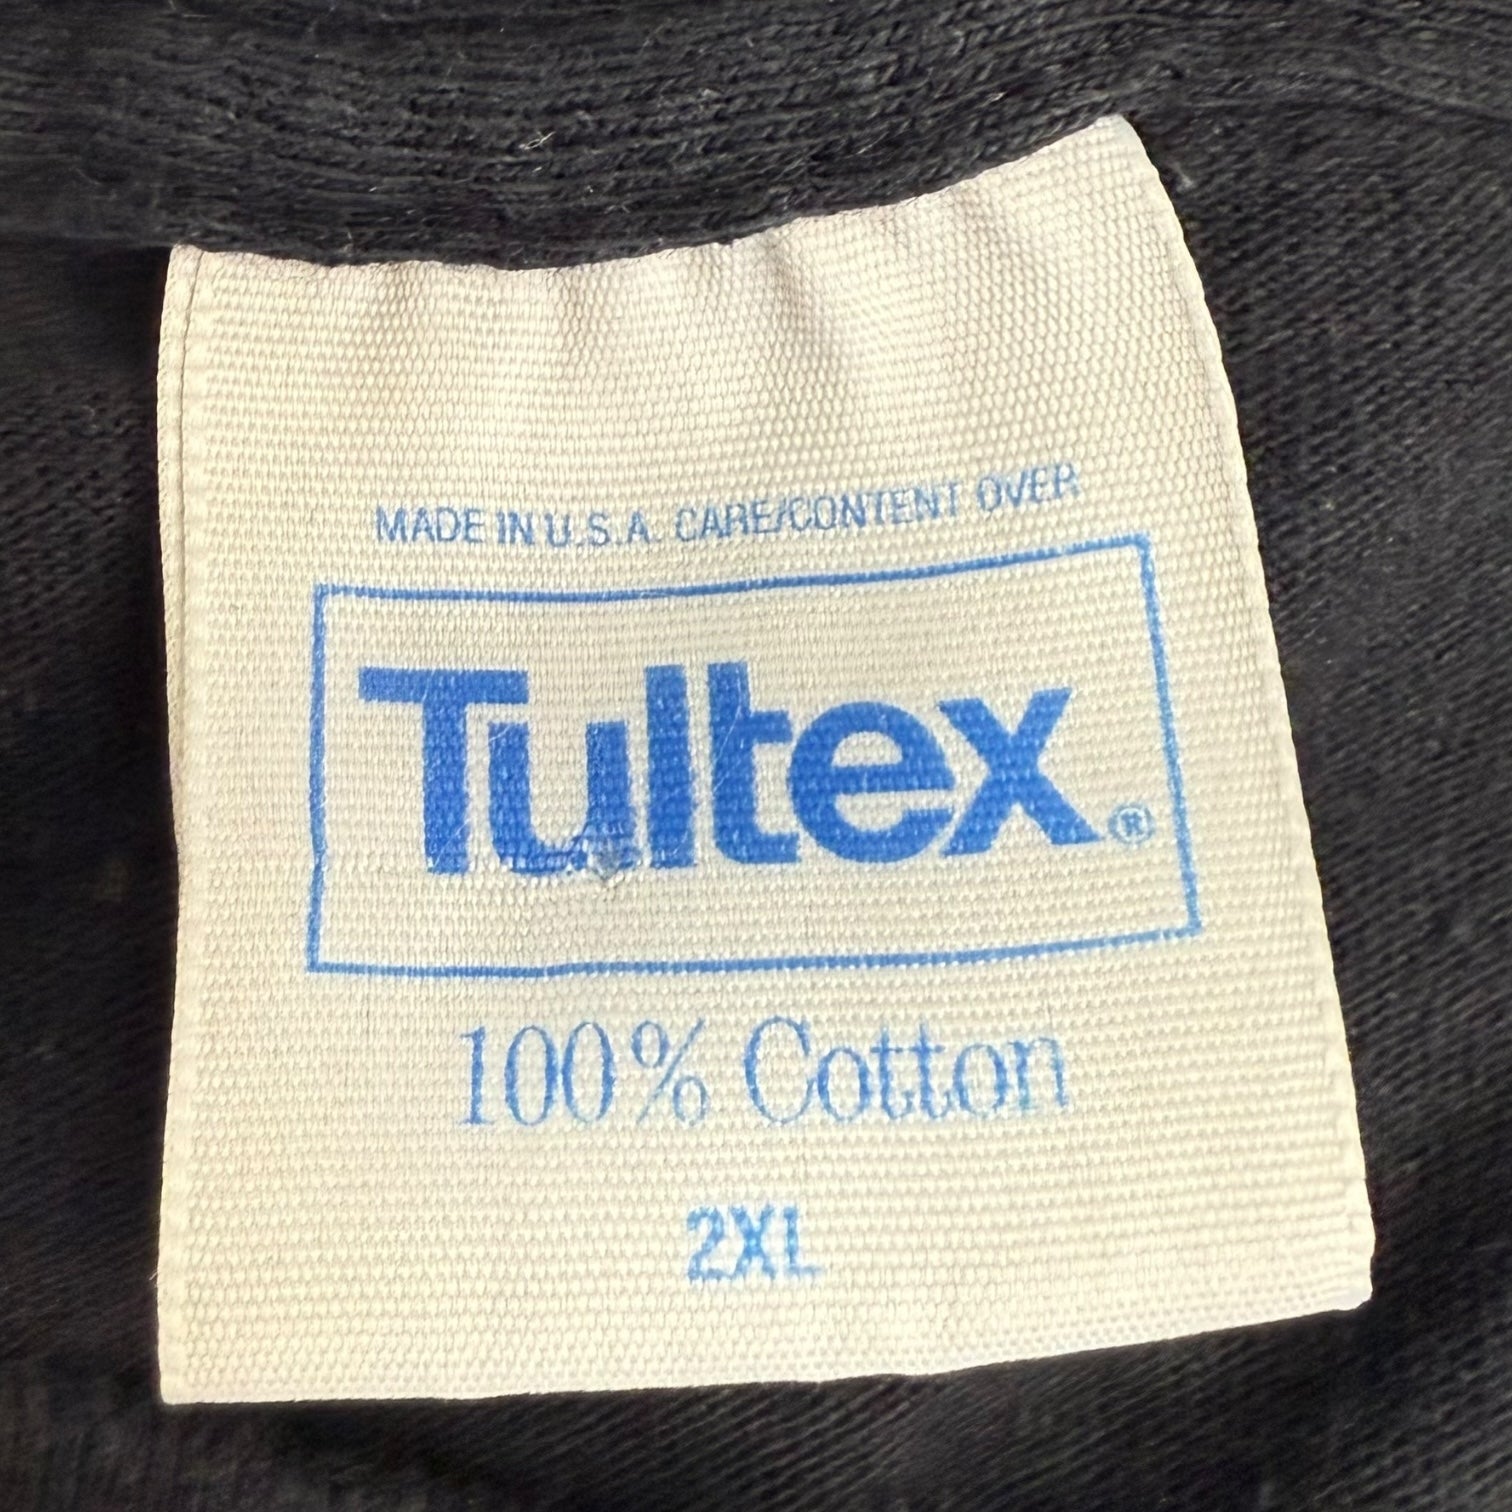 MADE IN U.S.A. CARE/CONTENT OVER
Tultex®
100% Cotton
2XL